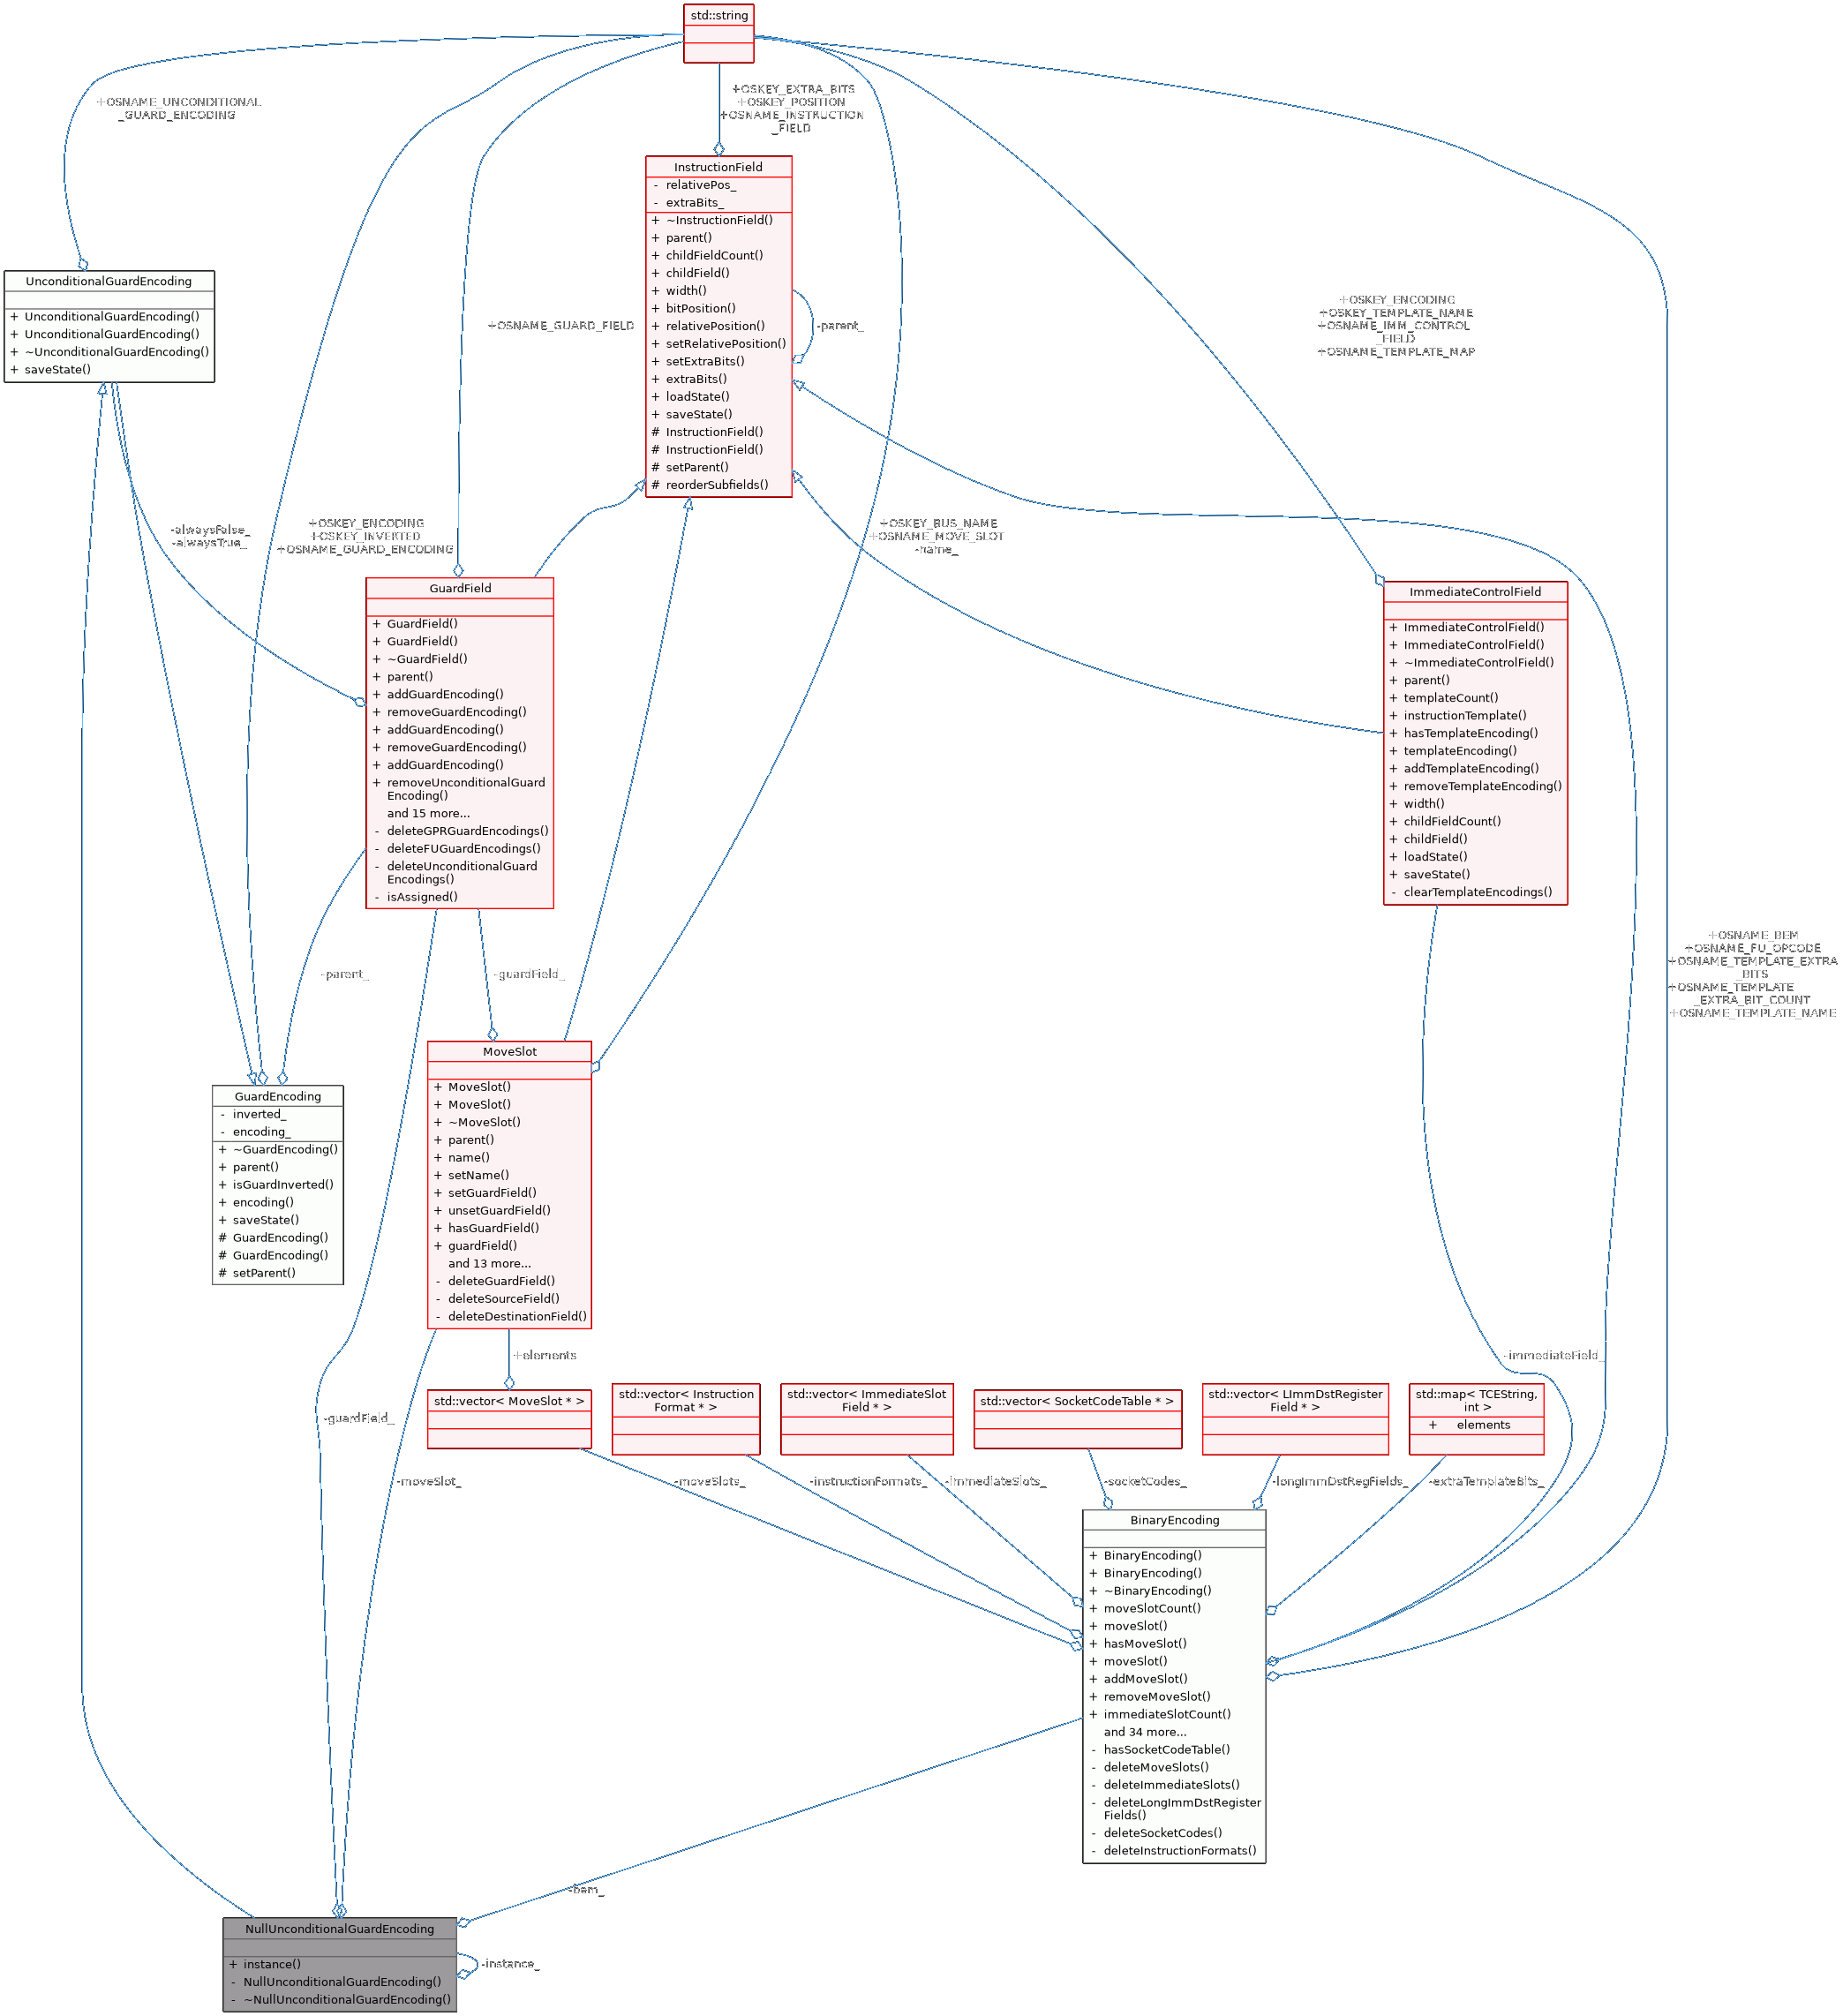 std::string
+OSNAME_UNCONDITIONAL
_GUARD_ENCODING
+OSKEY_EXTRA_BITS
+OSKEY_POSITION
+OSNAME_INSTRUCTION
_FIELD
InstructionField
- relativePos_
- extraBits_
+ ~InstructionField()
+ parent()
+ childFieldCount()
+ childField()
+ width()
+ bitPosition()
+ relativePosition()
+ setRelativePosition()
+ setExtraBits()
+ extraBits()
+ loadState()
+ saveState()
# InstructionField()
# InstructionField()
# setParent()
# reorderSubfields()
-parent_
UnconditionalGuardEncoding
+ UnconditionalGuardEncoding()
+ UnconditionalGuardEncoding()
+ ~UnconditionalGuardEncoding()
+ saveState()
+OSNAME_GUARD_FIELD
+OSKEY_ENCODING
+OSKEY_TEMPLATE_NAME
+OSNAME_IMM_CONTROL
_FIELD
+OSNAME_TEMPLATE_MAP
-alwaysFalse_
-alwaysTrue_
+OSKEY_ENCODING
+OSKEY_INVERTED
+OSNAME_GUARD_ENCODING
+OSKEY_BUS_NAME
+OSNAME_MOVE_SLOT
-name_
GuardField
+ GuardField()
+ GuardField()
+ ~GuardField()
+ parent()
+ addGuardEncoding()
+ removeGuardEncoding()
+ addGuardEncoding()
+ removeGuardEncoding()
+ addGuardEncoding()
+ removeUnconditionalGuard
Encoding()
and 15 more...
- deleteGPRGuardEncodings()
- deleteFUGuardEncodings()
- deleteUnconditionalGuard
Encodings()
- isAssigned()
ImmediateControlField
+ ImmediateControlField()
+ ImmediateControlField()
+ ~ImmediateControlField()
+ parent()
+ templateCount()
+ instructionTemplate()
+ hasTemplateEncoding()
+ templateEncoding()
+ addTemplateEncoding()
+ removeTemplateEncoding()
+ width()
+ childFieldCount()
+ childField()
+ loadState()
+ saveState()
- clearTemplateEncodings()
-parent_
-guardField_
+OSNAME_BEM
+OSNAME_FU_OPCODE
+OSNAME_TEMPLATE_EXTRA
_BITS
+OSNAME_TEMPLATE
_EXTRA_BIT_COUNT
+OSNAME_TEMPLATE_NAME
GuardEncoding
- inverted_
- encoding_
+ ~GuardEncoding()
+ parent()
+ isGuardInverted()
+ encoding()
+ saveState()
# GuardEncoding()
# GuardEncoding()
# setParent()
MoveSlot
+ MoveSlot()
+ MoveSlot()
+ ~MoveSlot()
+ parent()
+ name()
+ setName()
+ setGuardField()
+ unsetGuardField()
+ hasGuardField()
+ guardField()
and 13 more...
- deleteGuardField()
- deleteSourceField()
- deleteDestinationField()
+elements
-immediateField_
-guardField_
std::vector< MoveSlot * >
std::vector< Instruction
Format * >
std::vector< ImmediateSlot
Field * >
std::vector< SocketCodeTable * >
std::vector< LImmDstRegister
Field * >
std::map< TCEString,
int >
+ elements
-moveSlot_
-moveSlots_
-instructionFormats_
-immediateSlots_
-socketCodes_
-longImmDstRegFields_
-extraTemplateBits_
BinaryEncoding
+ BinaryEncoding()
+ BinaryEncoding()
+ ~BinaryEncoding()
+ moveSlotCount()
+ moveSlot()
+ hasMoveSlot()
+ moveSlot()
+ addMoveSlot()
+ removeMoveSlot()
+ immediateSlotCount()
and 34 more...
- hasSocketCodeTable()
- deleteMoveSlots()
- deleteImmediateSlots()
- deleteLongImmDstRegister
Fields()
- deleteSocketCodes()
- deleteInstructionFormats()
-bem_
NullUnconditionalGuardEncoding
+ instance()
- NullUnconditionalGuardEncoding()
- ~NullUnconditionalGuardEncoding()
-instance_